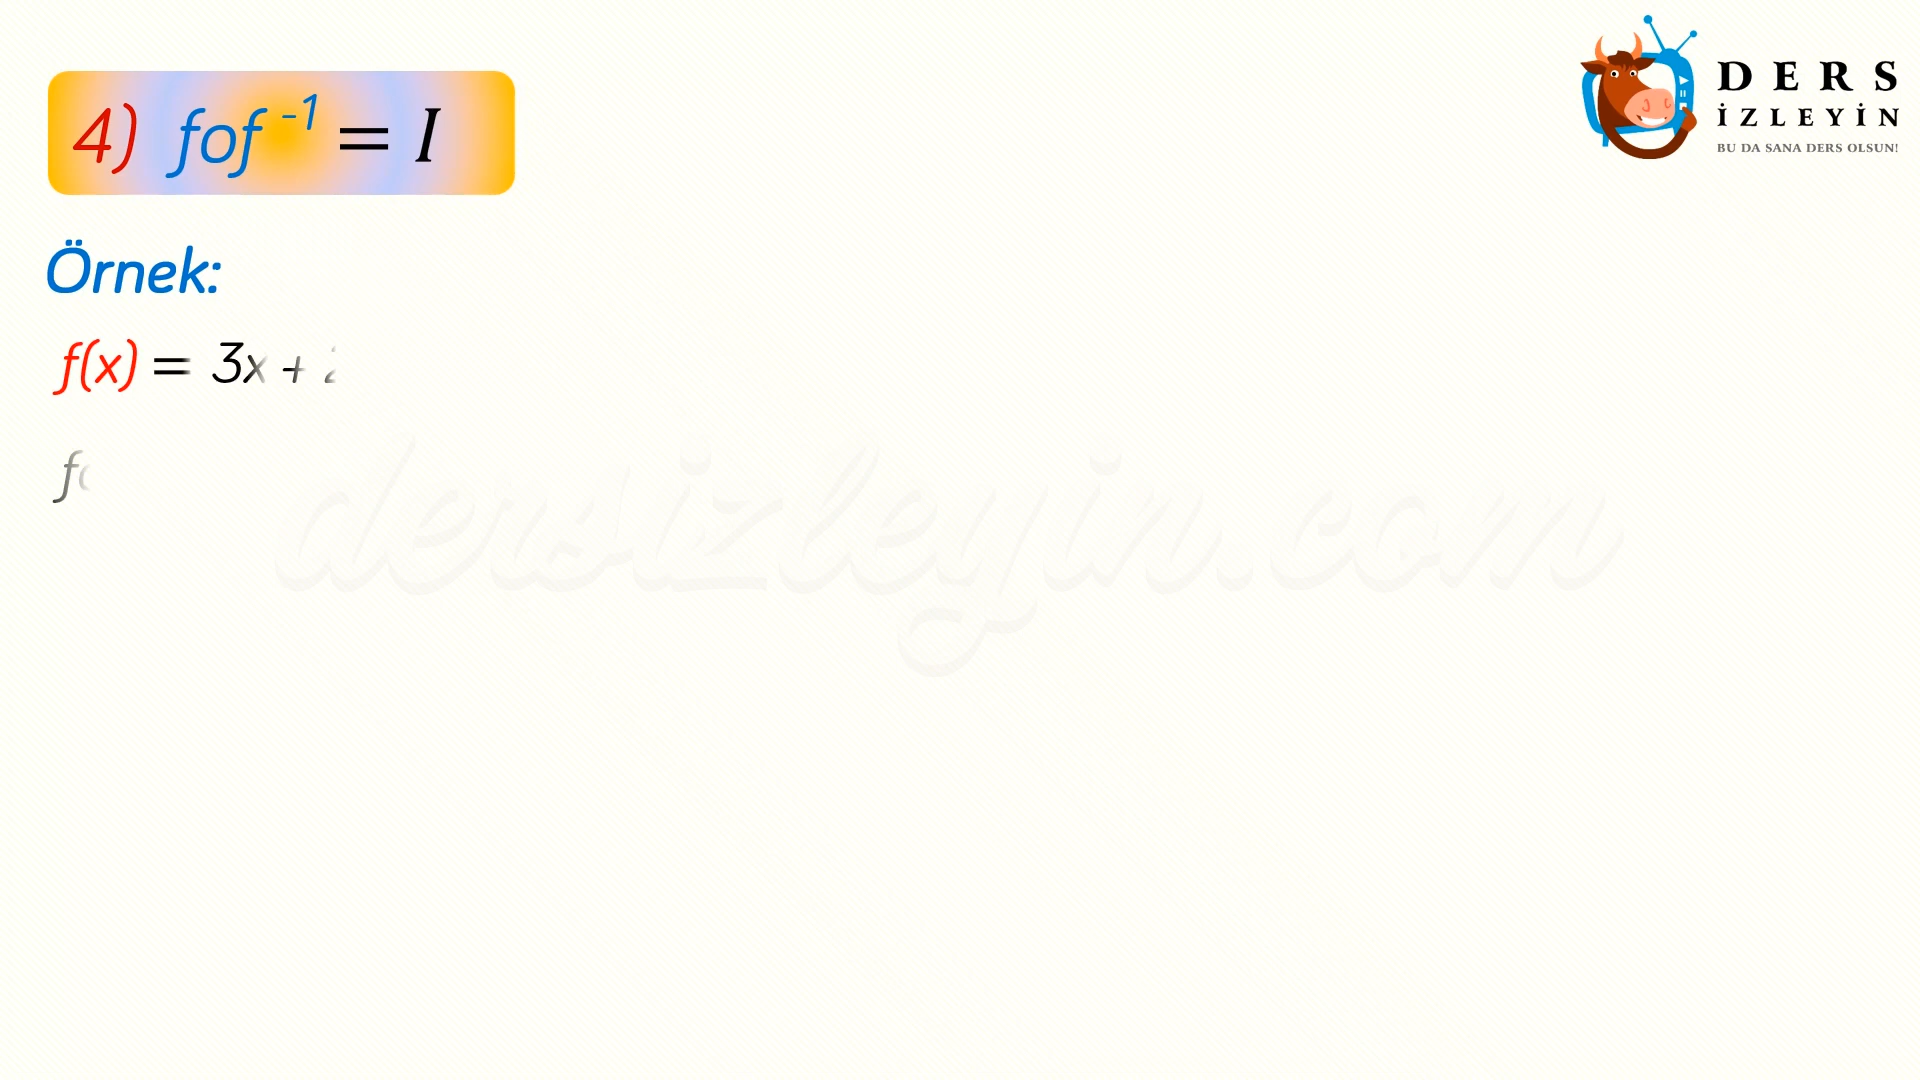 4) fof⁻¹ = I
DERS
İZLEYİN
BU DA SANA DERS OLSUN!
Örnek:
f(x) = 3x +
dersizleyin.com